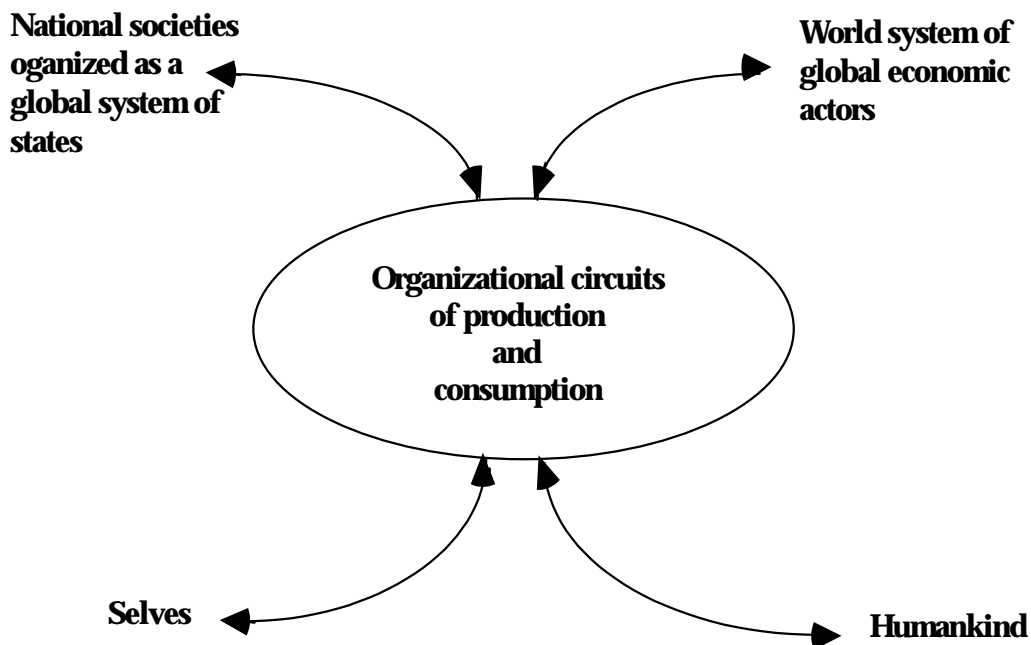 National societies
oganized as a
global system of
states
World system of
global economic
actors
Organizational circuits
of production
and
consumption
Selves
Humankind